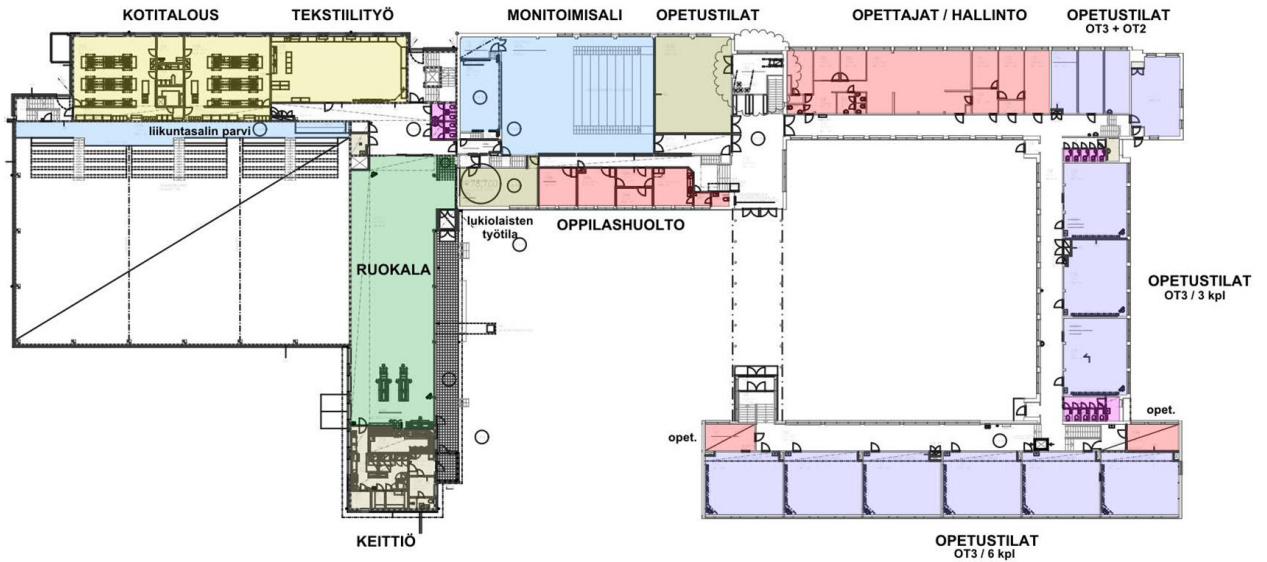 KOTITALOUS
TEKSTIILITYÖ
MONITOIMISALI
OPETUSTILAT
OPETTAJAT / HALLINTO
OPETUSTILAT
OT3 + OT2
liikuntasalin parvi
lukiolaisten
työtila
OPPILASHUOLTO
RUOKALA
OPETUSTILAT
OT3 / 3 kpl
opet.
opet.
KEITTIÖ
OPETUSTILAT
OT3 / 6 kpl